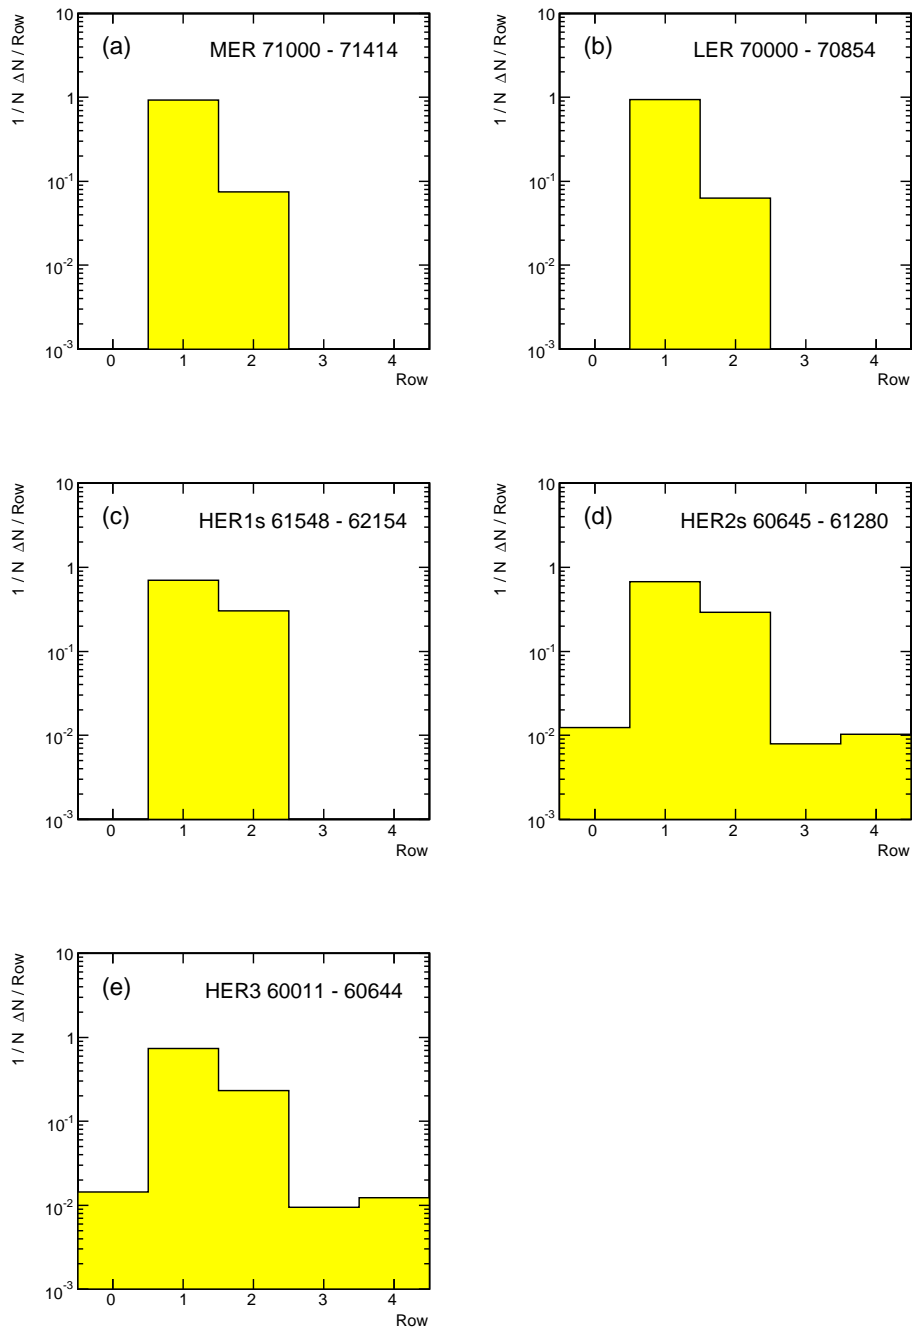 (a) MER 71000 - 71414
1 / N ΔN / Row
10
1
10⁻¹
10⁻²
10⁻³
0 1 2 3 4
Row
(b) LER 70000 - 70854
1 / N ΔN / Row
10
1
10⁻¹
10⁻²
10⁻³
0 1 2 3 4
Row
(c) HER1s 61548 - 62154
1 / N ΔN / Row
10
1
10⁻¹
10⁻²
10⁻³
0 1 2 3 4
Row
(d) HER2s 60645 - 61280
1 / N ΔN / Row
10
1
10⁻¹
10⁻²
10⁻³
0 1 2 3 4
Row
(e) HER3 60011 - 60644
1 / N ΔN / Row
10
1
10⁻¹
10⁻²
10⁻³
0 1 2 3 4
Row